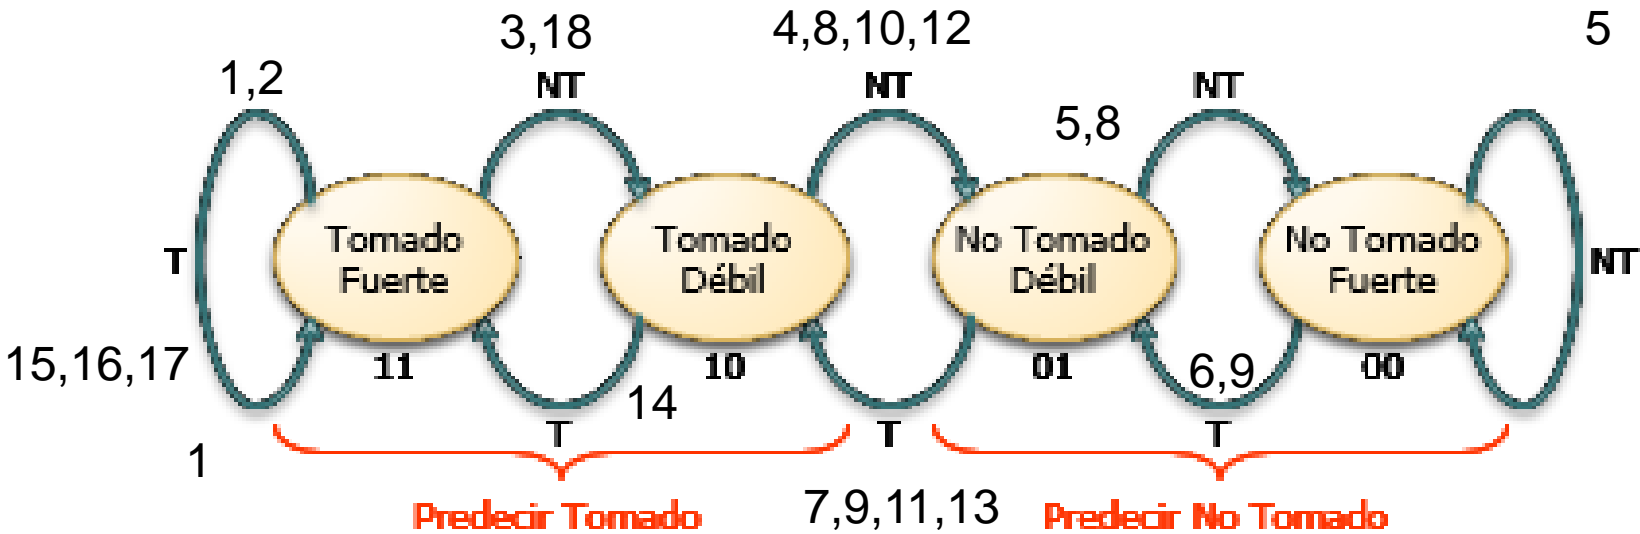 3,18
4,8,10,12
5
1,2
NT
NT
NT
5,8
T
Tomado
Fuerte
Tomado
Débil
No Tomado
Débil
No Tomado
Fuerte
NT
15,16,17
11
10
01
00
6,9
14
1
T
T
T
Predecir Tomado
7,9,11,13
Predecir No Tomado